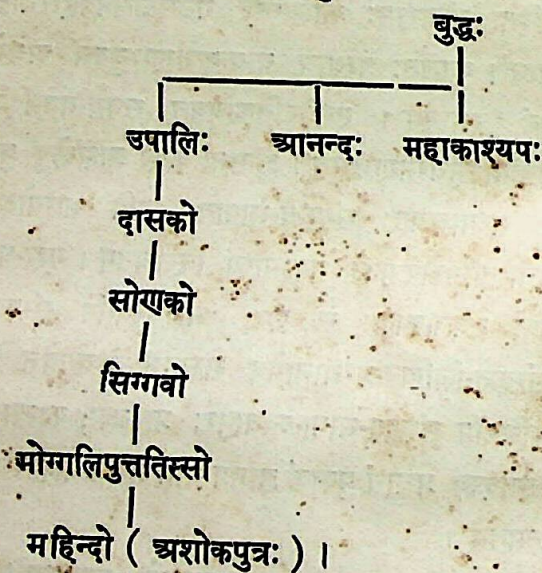 बुद्धः
उपालिः आनन्दः महाकाश्यपः
दासको
सोणको
सिग्गवो
मोग्गलिपुत्ततिस्सो
महिन्दो ( अशोकपुत्रः ) ।